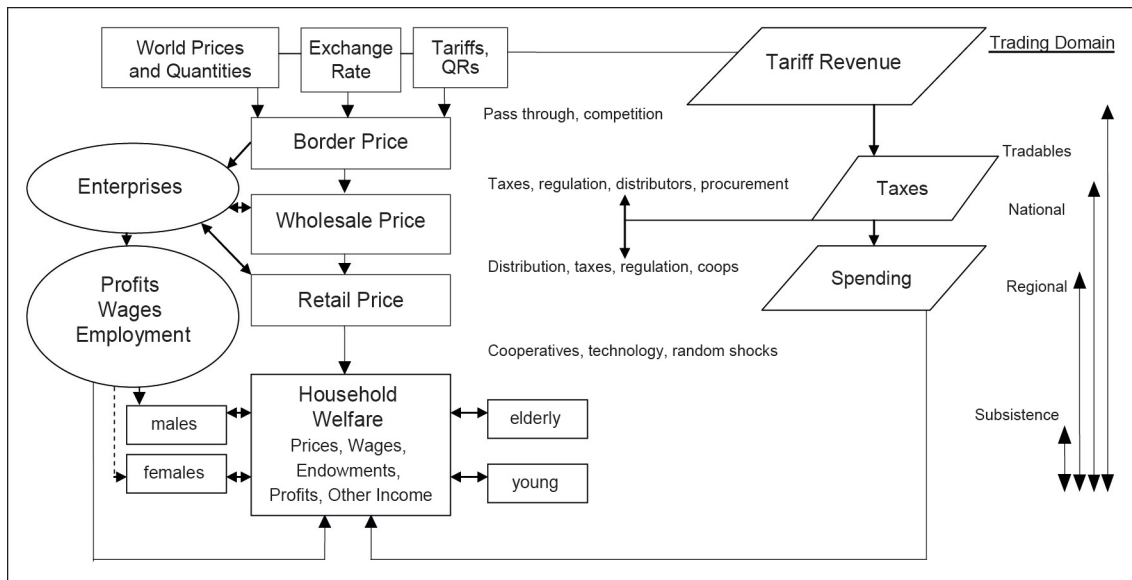 World Prices
and Quantities
Exchange
Rate
Tariffs,
QRs
Tariff Revenue
Trading Domain
Pass through, competition
Border Price
Tradables
Enterprises
Taxes, regulation, distributors, procurement
Taxes
Wholesale Price
National
Distribution, taxes, regulation, coops
Spending
Profits
Wages
Employment
Retail Price
Regional
Cooperatives, technology, random shocks
Household
Welfare
Prices, Wages,
Endowments,
Profits, Other Income
males
females
elderly
young
Subsistence